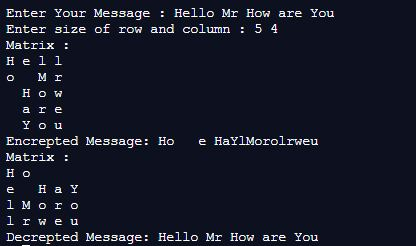 Enter Your Message : Hello Mr How are You
Enter size of row and column : 5 4
Matrix :
H e l l
o   M r
  H o w
  a r e
  Y o u
Encrepted Message: Ho   e HaYlMorolrweu
Matrix :
H o
e   H a Y
l M o r o
l r w e u
Decrepted Message: Hello Mr How are You